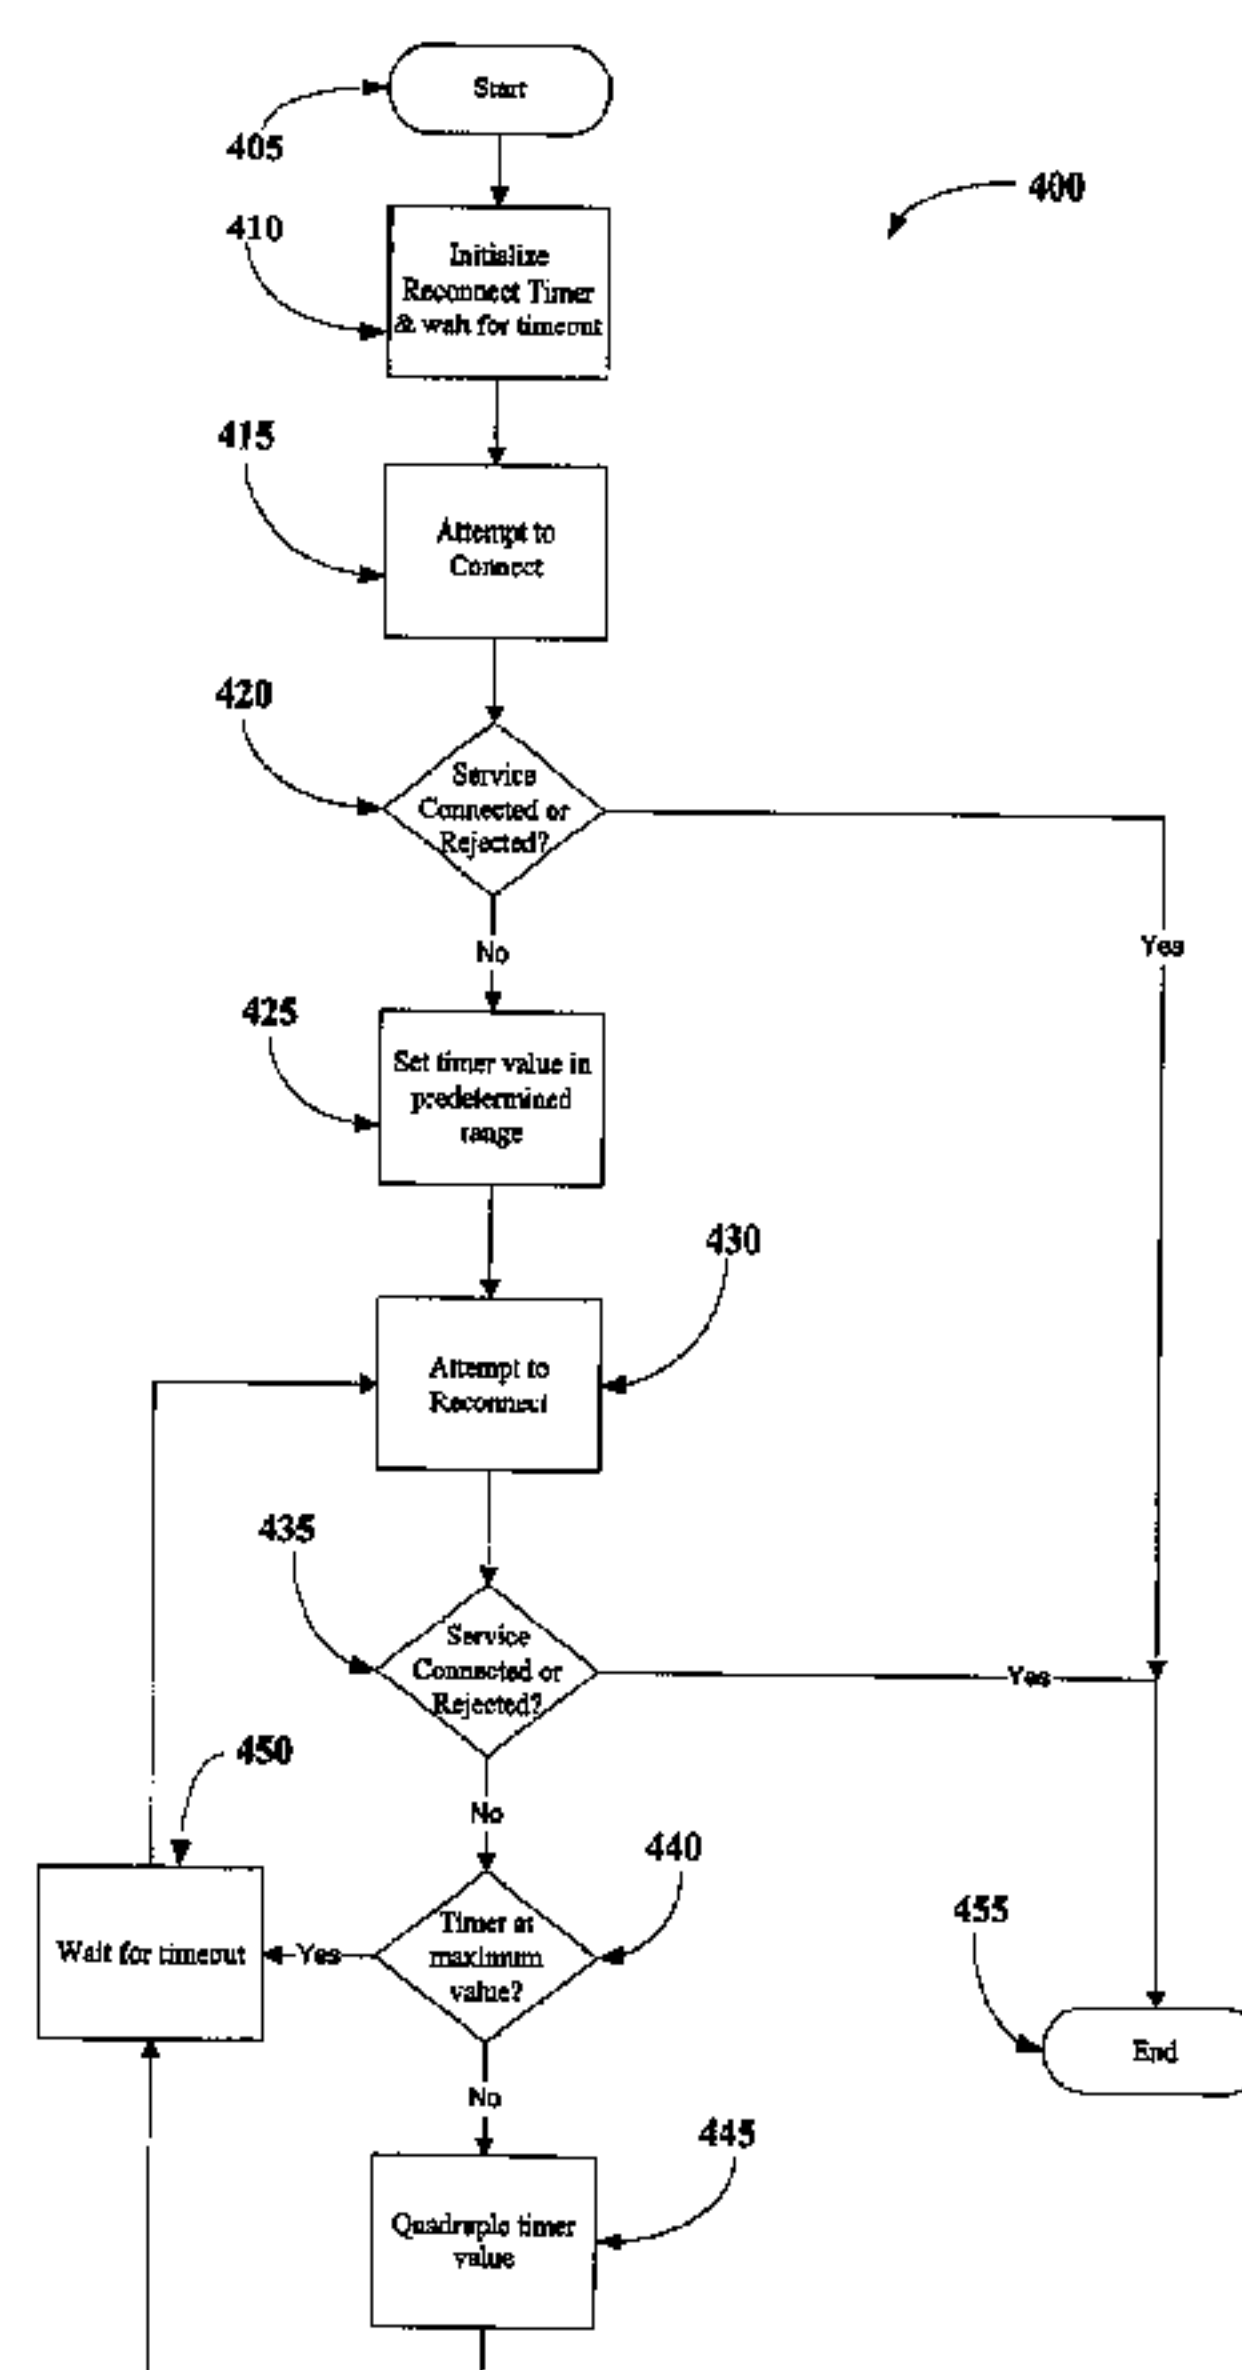 Start
405
400
410
Initialize
Reconnect Timer
& wait for timeout
415
Attempt to
Connect
420
Service
Connected or
Rejected?
No
Yes
425
Set timer value in
predetermined
range
430
Attempt to
Reconnect
435
Service
Connected or
Rejected?
Yes
No
450
440
Wait for timeout
Yes
Timer at
maximum
value?
455
End
No
445
Quadruple timer
value